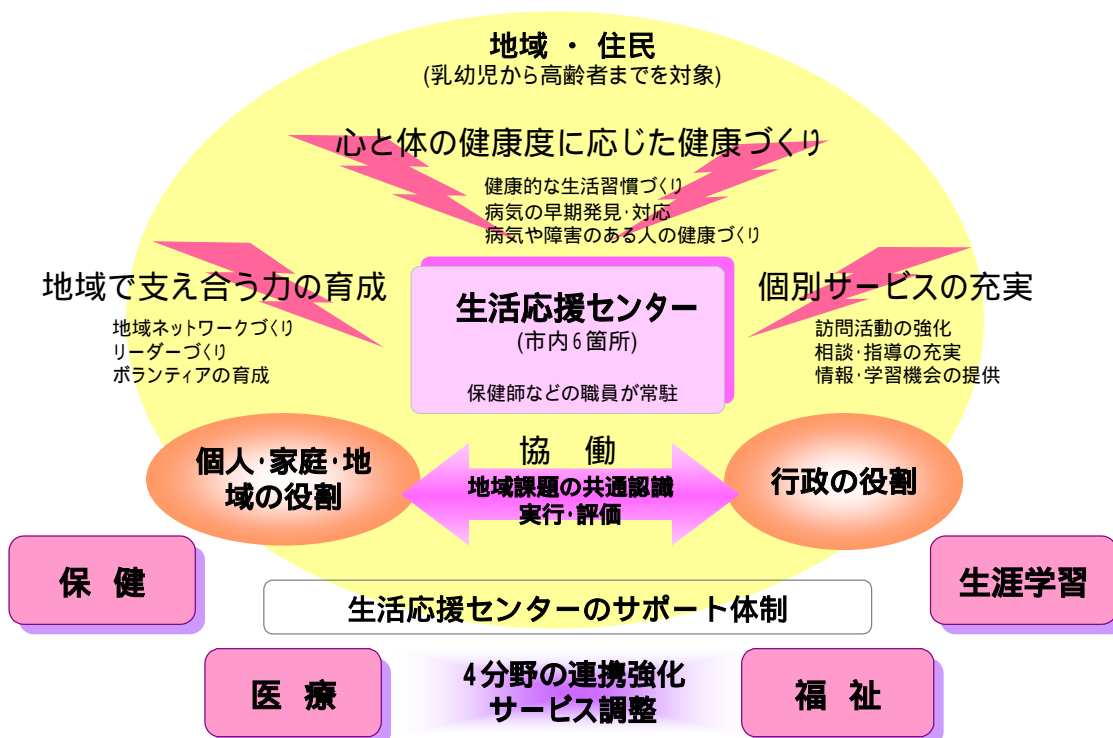 地域 ・ 住民
(乳幼児から高齢者までを対象)
心と体の健康度に応じた健康づくり
健康的な生活習慣づくり
病気の早期発見･対応
病気や障害のある人の健康づくり
地域で支え合う力の育成
地域ネットワークづくり
リーダーづくり
ボランティアの育成
生活応援センター
(市内6箇所)
保健師などの職員が常駐
個別サービスの充実
訪問活動の強化
相談･指導の充実
情報･学習機会の提供
個人･家庭･地
域の役割
協 働
地域課題の共通認識
実行･評価
行政の役割
保 健
生涯学習
生活応援センターのサポート体制
医 療
4分野の連携強化
サービス調整
福 祉